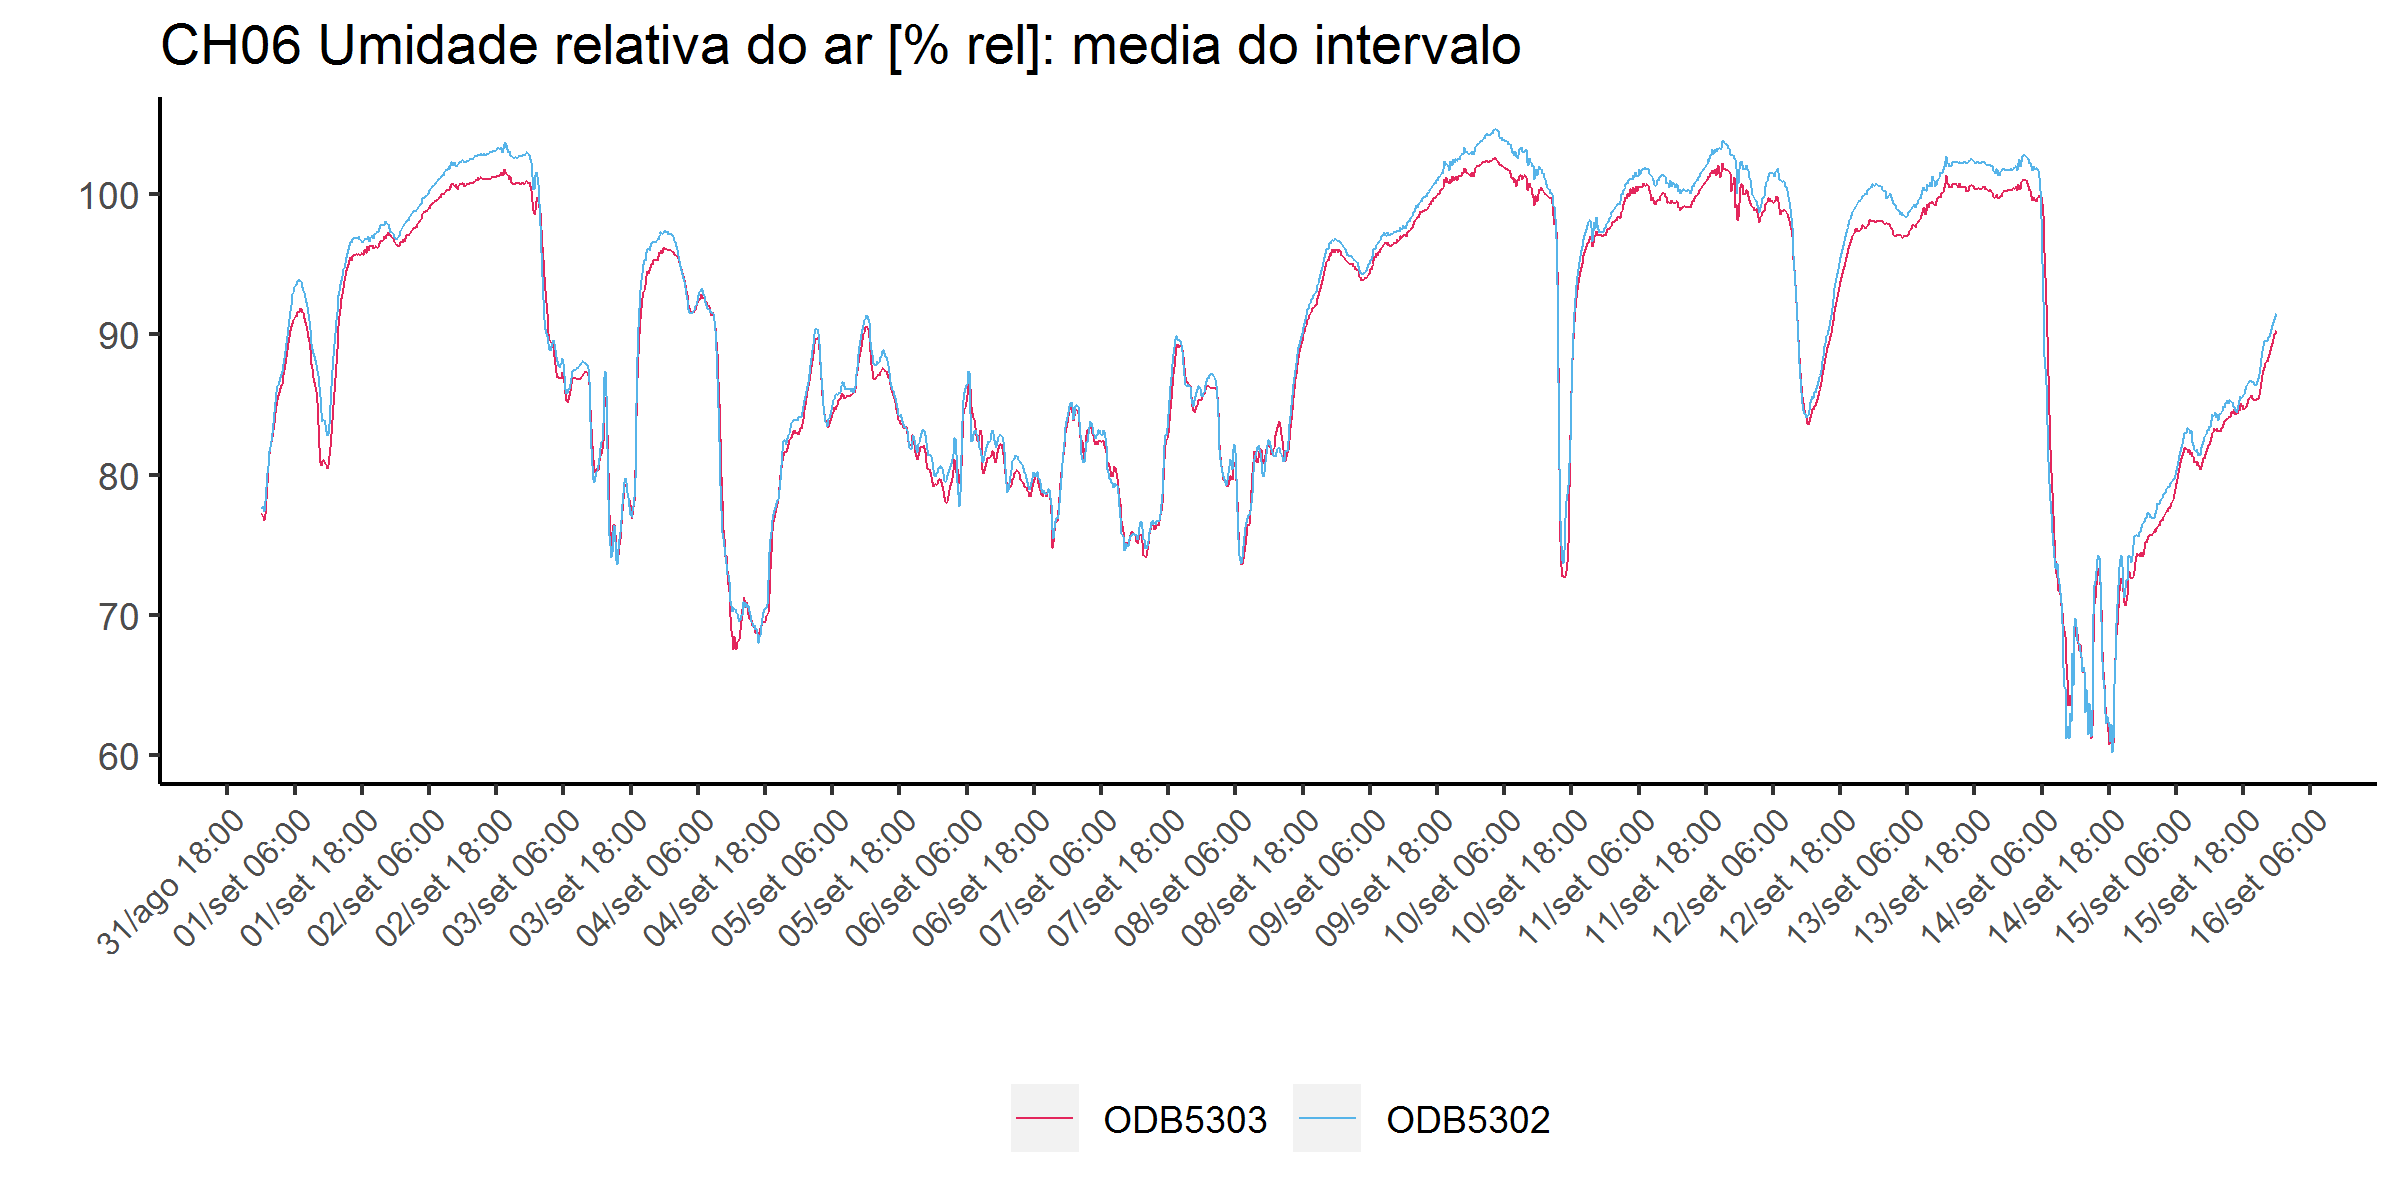 CH06 Umidade relativa do ar [% rel]: media do intervalo
100
90
80
70
60
31/ago 18:00
01/set 06:00
01/set 18:00
02/set 06:00
02/set 18:00
03/set 06:00
03/set 18:00
04/set 06:00
04/set 18:00
05/set 06:00
05/set 18:00
06/set 06:00
06/set 18:00
07/set 06:00
07/set 18:00
08/set 06:00
08/set 18:00
09/set 06:00
09/set 18:00
10/set 06:00
10/set 18:00
11/set 06:00
11/set 18:00
12/set 06:00
12/set 18:00
13/set 06:00
13/set 18:00
14/set 06:00
14/set 18:00
15/set 06:00
15/set 18:00
16/set 06:00
ODB5303
ODB5302